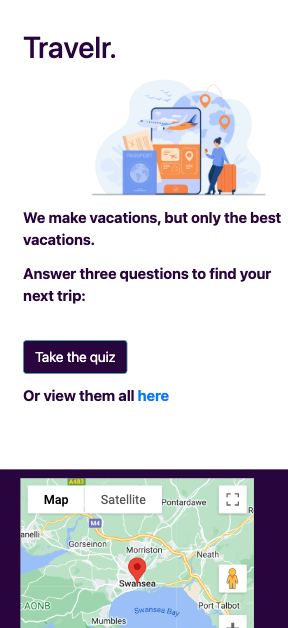 Travelr.
PASSPORT
We make vacations, but only the best
vacations.
Answer three questions to find your
next trip:
Take the quiz
Or view them all here
A483
Map
Satellite
Pontardawe
M4
anelli
Gorseinon
Morriston
Neath
Swansea
AONB
Swansea Bay
Port Talbot
Mumbles